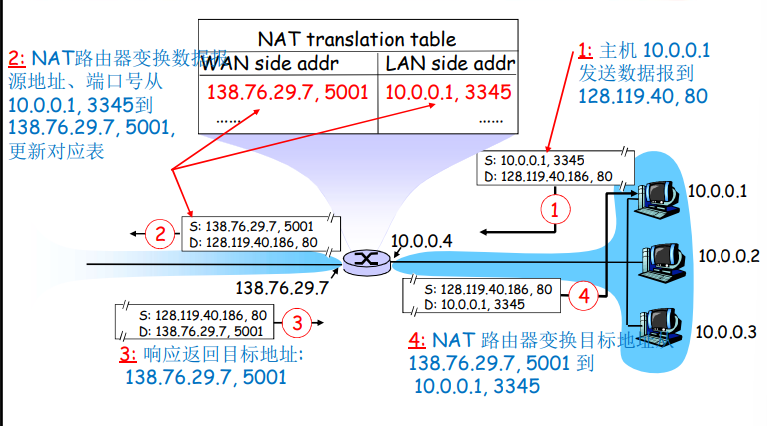 NAT translation table
WAN side addr LAN side addr
138.76.29.7, 5001 10.0.0.1, 3345
...... ......
2: NAT路由器变换数据报
源地址、端口号从
10.0.0.1, 3345到
138.76.29.7, 5001,
更新对应表
1: 主机 10.0.0.1
发送数据报到
128.119.40, 80
S: 10.0.0.1, 3345
D: 128.119.40.186, 80
1
10.0.0.1
S: 138.76.29.7, 5001
D: 128.119.40.186, 80
2
10.0.0.4
10.0.0.2
138.76.29.7
S: 128.119.40.186, 80
D: 10.0.0.1, 3345
4
S: 128.119.40.186, 80
D: 138.76.29.7, 5001
3
10.0.0.3
3: 响应返回目标地址:
138.76.29.7, 5001
4: NAT 路由器变换目标地址从
138.76.29.7, 5001 到
10.0.0.1, 3345